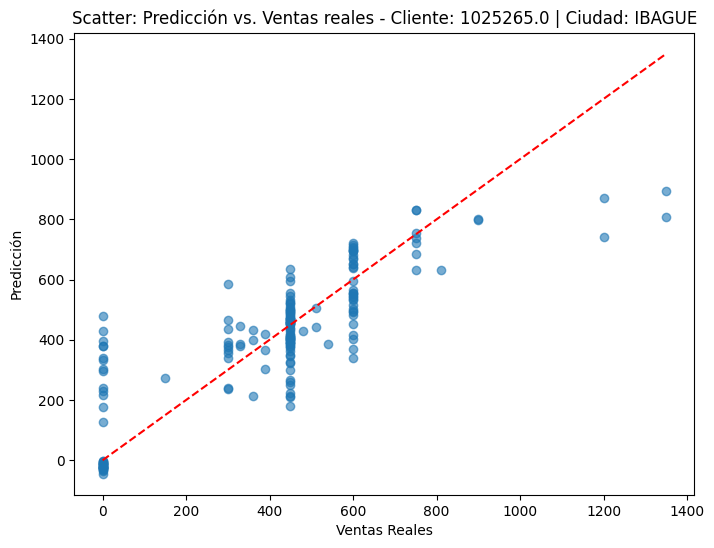 Scatter: Predicción vs. Ventas reales - Cliente: 1025265.0 | Ciudad: IBAGUE
1400
1200
1000
800
600
400
200
0
Predicción
0 200 400 600 800 1000 1200 1400
Ventas Reales